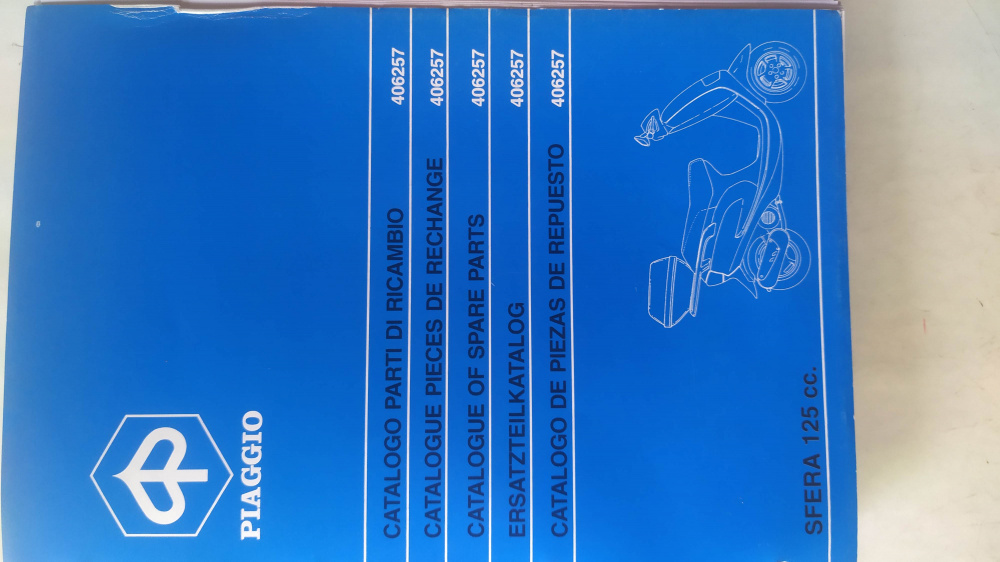 PIAGGIO
CATALOGO PARTI DI RICAMBIO 406257
CATALOGUE PIECES DE RECHANGE 406257
CATALOGUE OF SPARE PARTS 406257
ERSATZTEILKATALOG 406257
CATALOGO DE PIEZAS DE REPUESTO 406257
SFERA 125 cc.